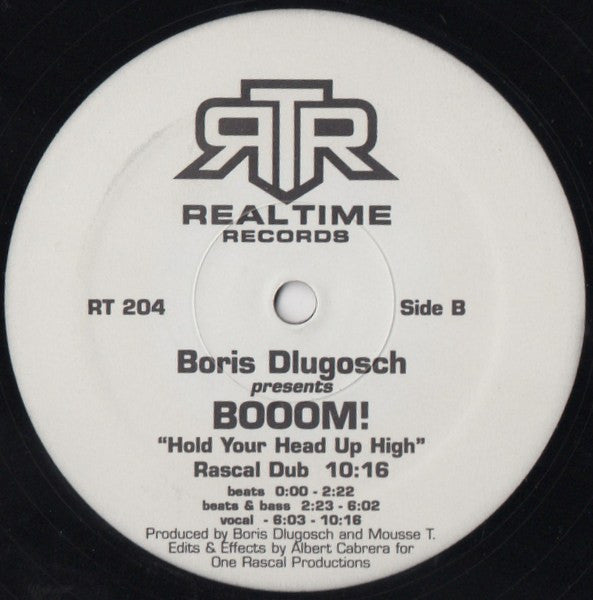 RTR
REALTIME
RECORDS
RT 204 Side B
Boris Dlugosch
presents
BOOOM!
“Hold Your Head Up High”
Rascal Dub 10:16
beats 0:00 - 2:22
beats & bass 2:23 - 6:02
vocal - 6:03 - 10:16
Produced by Boris Dlugosch and Mousse T.
Edits & Effects by Albert Cabrera for
One Rascal Productions